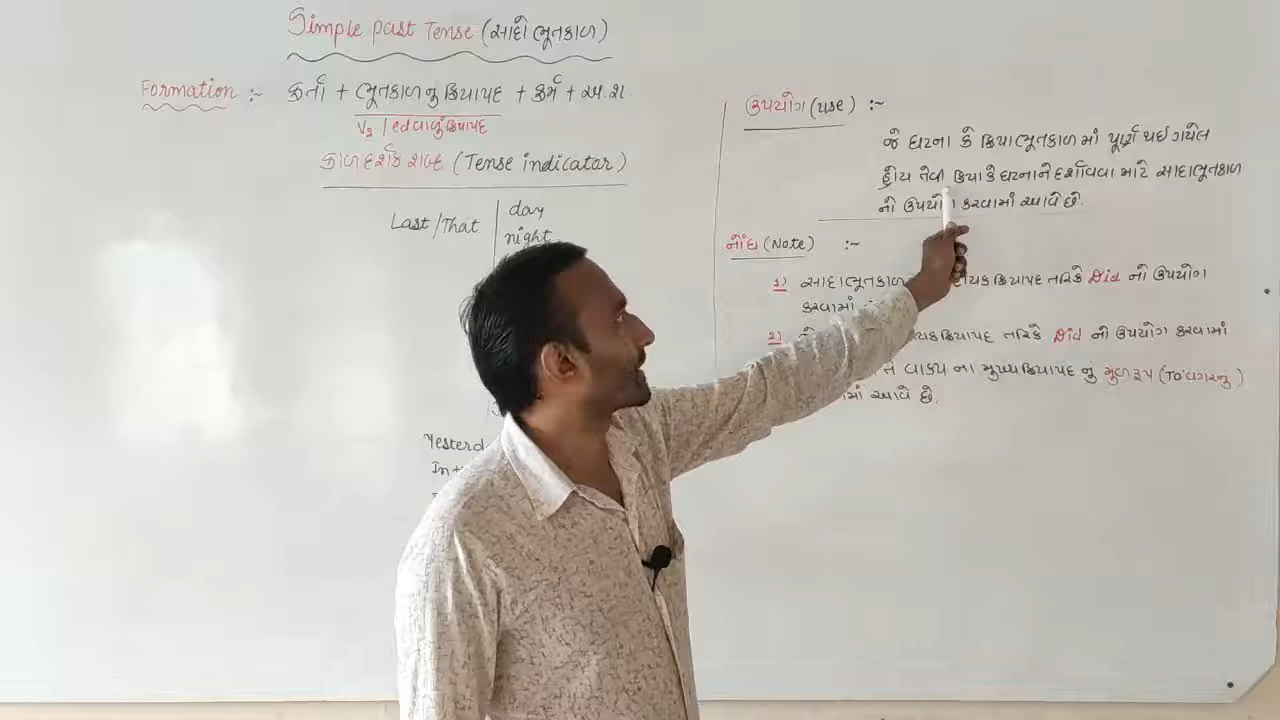 Simple past Tense (સાદો ભૂતકાળ)
Formation :- કર્તા + ભૂતકાળનું ક્રિયાપદ + કર્મ + અ.શ.
V2 / ed વાળું ક્રિયાપદ
કાળદર્શક શબ્દ (Tense indicator)
Last/That
day
night
Yesterd
ઉપયોગ (use) :~
જે ઘટના કે ક્રિયા ભૂતકાળ માં પૂર્ણ થઇ ગયેલ
હોય તેવી ક્રિયા કે ઘટનાને દર્શાવવા માટે સાદાભૂતકાળ
નો ઉપયોગ કરવામાં આવે છે.
નોંધ (Note) :~
1) સાદાભૂતકાળ ક્રિયાપદ તરિકે Did નો ઉપયોગ
કરવામાં
2) ક્રિયાપદ તરિકે Did નો ઉપયોગ કરવામાં
તે વાક્ય ના મુખ્યક્રિયાપદ નું મુળરૂપ (To વગરનું)
માં આવે છે.